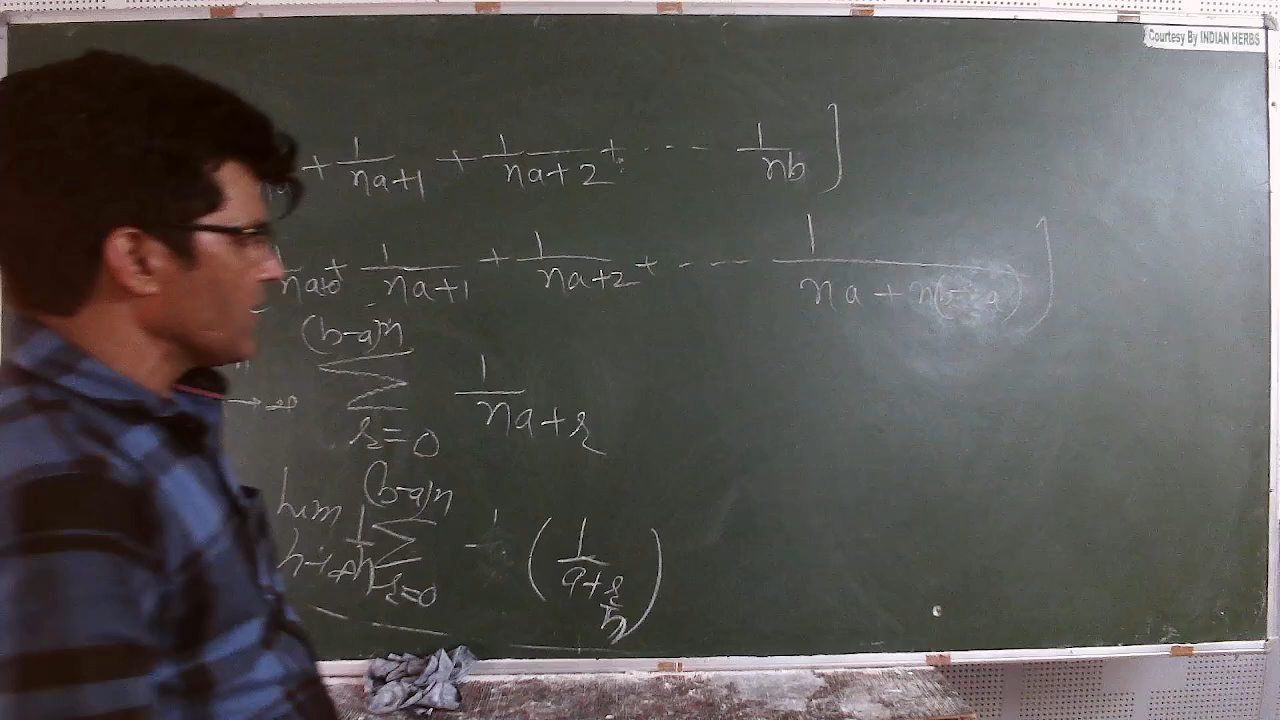 Courtesy By INDIAN HERBS
+ 1/(na+1) + 1/(na+2) + --- 1/(nb) ]
1/(na+0) + 1/(na+1) + 1/(na+2) + --- 1/(na+n(b-a)) ]
→∞ (b-a)n Σ r=0 1/(na+r)
Lim n→∞ 1/n (b-a)n Σ r=0 (1/(a+r/n))